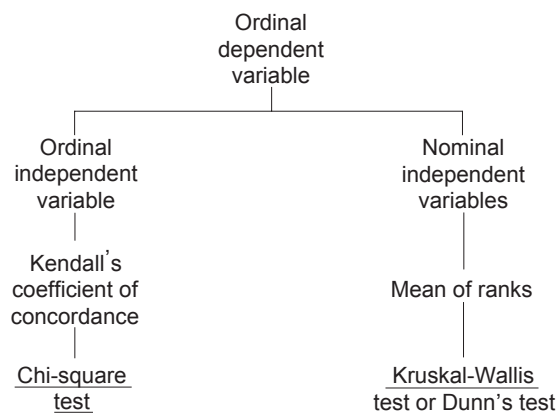 Ordinal
dependent
variable
Ordinal
independent
variable
Nominal
independent
variables
Kendall's
coefficient of
concordance
Mean of ranks
Chi-square
test
Kruskal-Wallis
test or Dunn's test